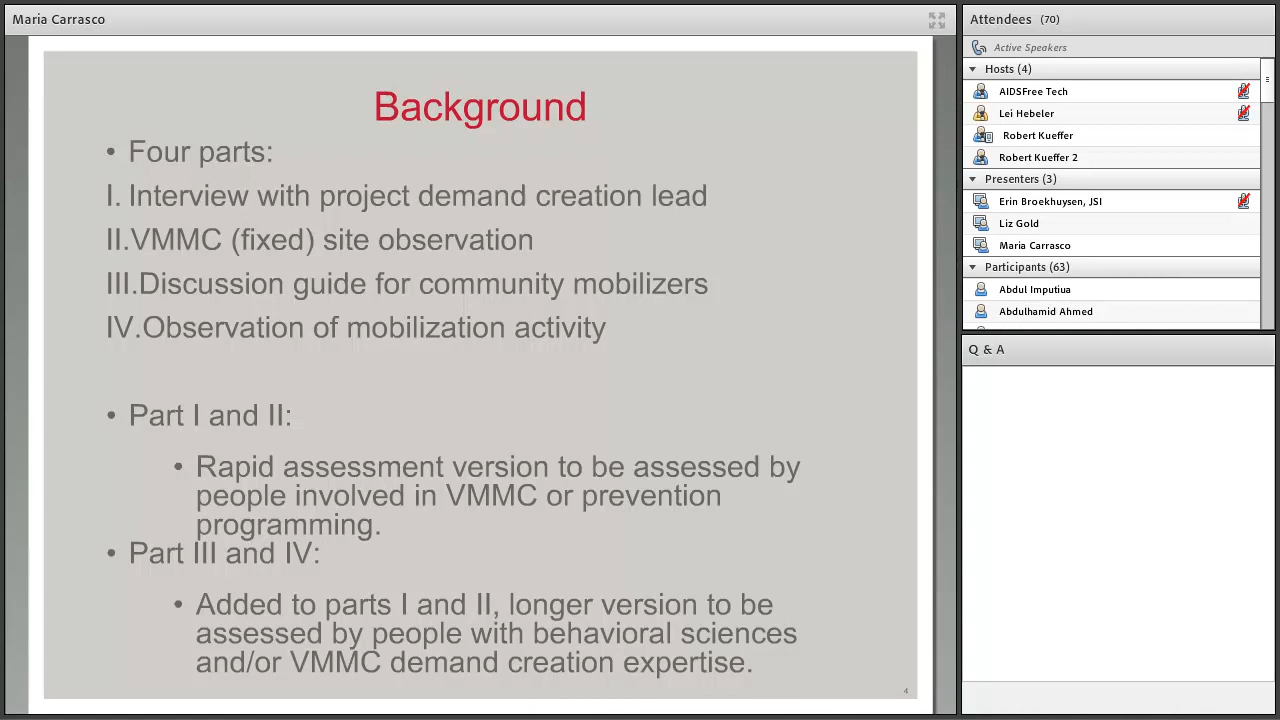 Maria Carrasco
Background
• Four parts:
I. Interview with project demand creation lead
II.VMMC (fixed) site observation
III.Discussion guide for community mobilizers
IV.Observation of mobilization activity
• Part I and II:
• Rapid assessment version to be assessed by
people involved in VMMC or prevention
programming.
• Part III and IV:
• Added to parts I and II, longer version to be
assessed by people with behavioral sciences
and/or VMMC demand creation expertise.
4
Attendees (70)
Active Speakers
Hosts (4)
AIDSFree Tech
Lei Hebeler
Robert Kueffer
Robert Kueffer 2
Presenters (3)
Erin Broekhuysen, JSI
Liz Gold
Maria Carrasco
Participants (63)
Abdul Imputiua
Abdulhamid Ahmed
Q & A